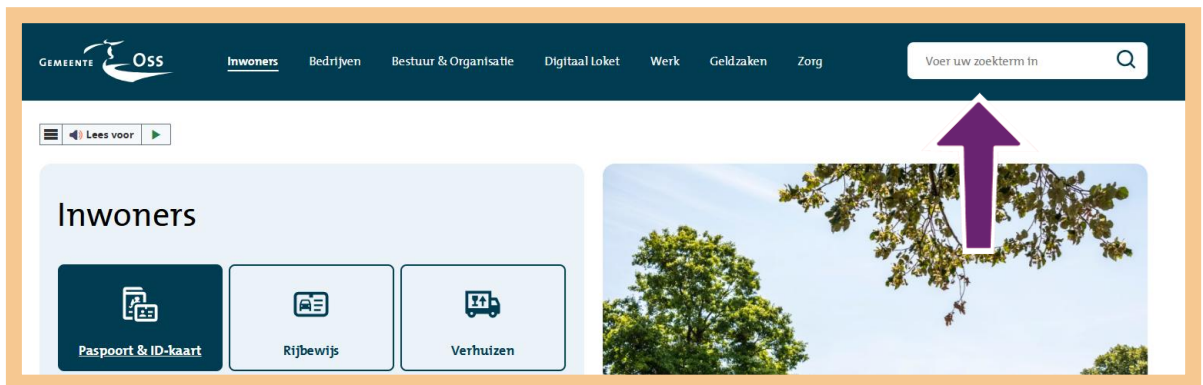 GEMEENTE OSS
Inwoners Bedrijven Bestuur & Organisatie Digitaal Loket Werk Geldzaken Zorg Voer uw zoekterm in
Lees voor
Inwoners
Paspoort & ID-kaart Rijbewijs Verhuizen